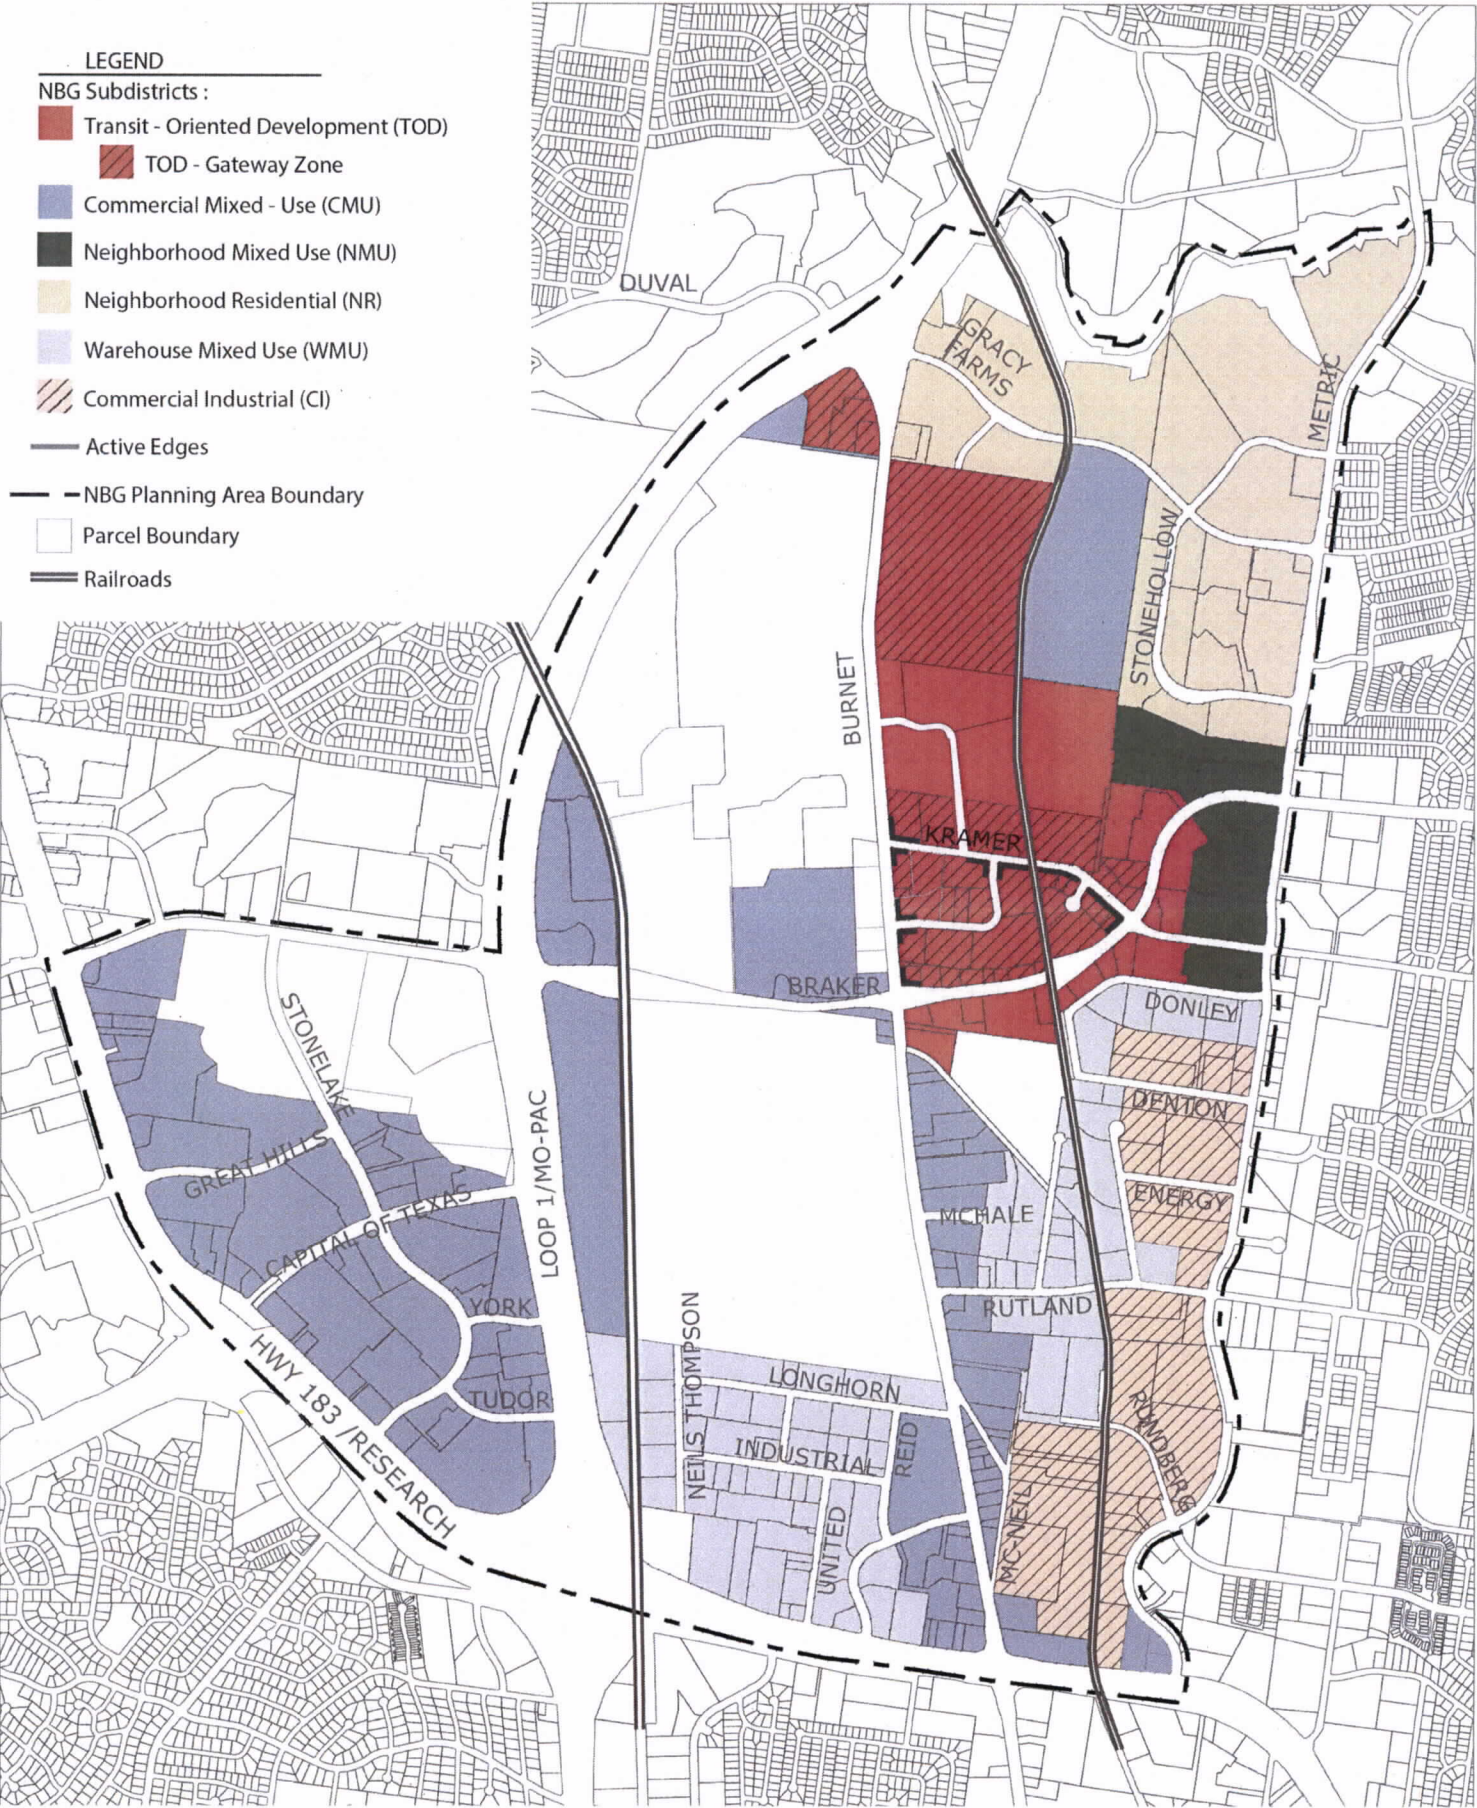 LEGEND
NBG Subdistricts :
Transit - Oriented Development (TOD)
TOD - Gateway Zone
Commercial Mixed - Use (CMU)
Neighborhood Mixed Use (NMU)
Neighborhood Residential (NR)
Warehouse Mixed Use (WMU)
Commercial Industrial (CI)
Active Edges
NBG Planning Area Boundary
Parcel Boundary
Railroads
DUVAL
GRACY
FARMS
METRIC
STONEHOLLOW
BURNET
KRAMER
BRAKER
DONLEY
STONELAKE
DENTON
GREAT HILLS
ENERGY
CAPITAL OF TEXAS
LOOP 1/MO-PAC
MCHALE
YORK
RUTLAND
HWY 183 /RESEARCH
NEILS THOMPSON
LONGHORN
TUDOR
REID
INDUSTRIAL
ROMDBERG
UNITED
MC-NEIL